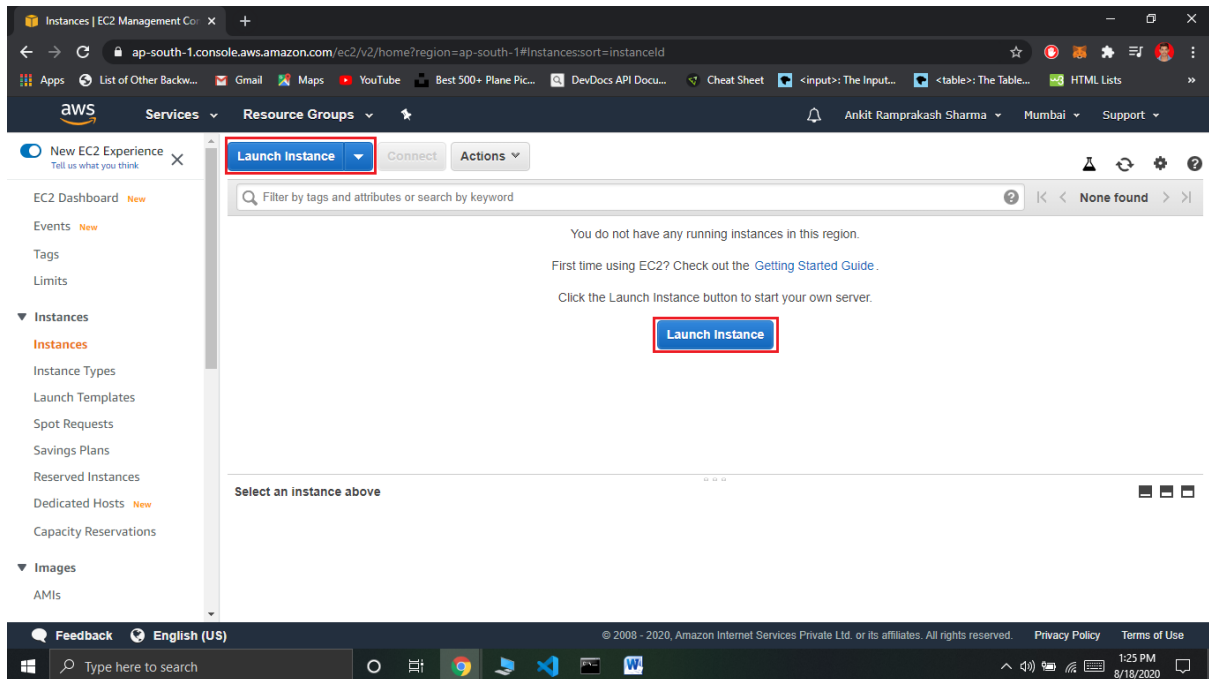 Instances | EC2 Management Con
ap-south-1.console.aws.amazon.com/ec2/v2/home?region=ap-south-1#Instances:sort=instanceId
Apps List of Other Backw... Gmail Maps YouTube Best 500+ Plane Pic... DevDocs API Docu... Cheat Sheet <input>: The Input... <table>: The Table... HTML Lists »
aws Services Resource Groups Ankit Ramprakash Sharma Mumbai Support
New EC2 Experience
Tell us what you think
Launch Instance Connect Actions
EC2 Dashboard New
Filter by tags and attributes or search by keyword None found
Events New
Tags
Limits
Instances
Instances
Instance Types
Launch Templates
Spot Requests
Savings Plans
Reserved Instances
Dedicated Hosts New
Capacity Reservations
Images
AMIs
You do not have any running instances in this region.
First time using EC2? Check out the Getting Started Guide.
Click the Launch Instance button to start your own server.
Launch Instance
Select an instance above
Feedback English (US) © 2008 - 2020, Amazon Internet Services Private Ltd. or its affiliates. All rights reserved. Privacy Policy Terms of Use
Type here to search
1:25 PM
8/18/2020